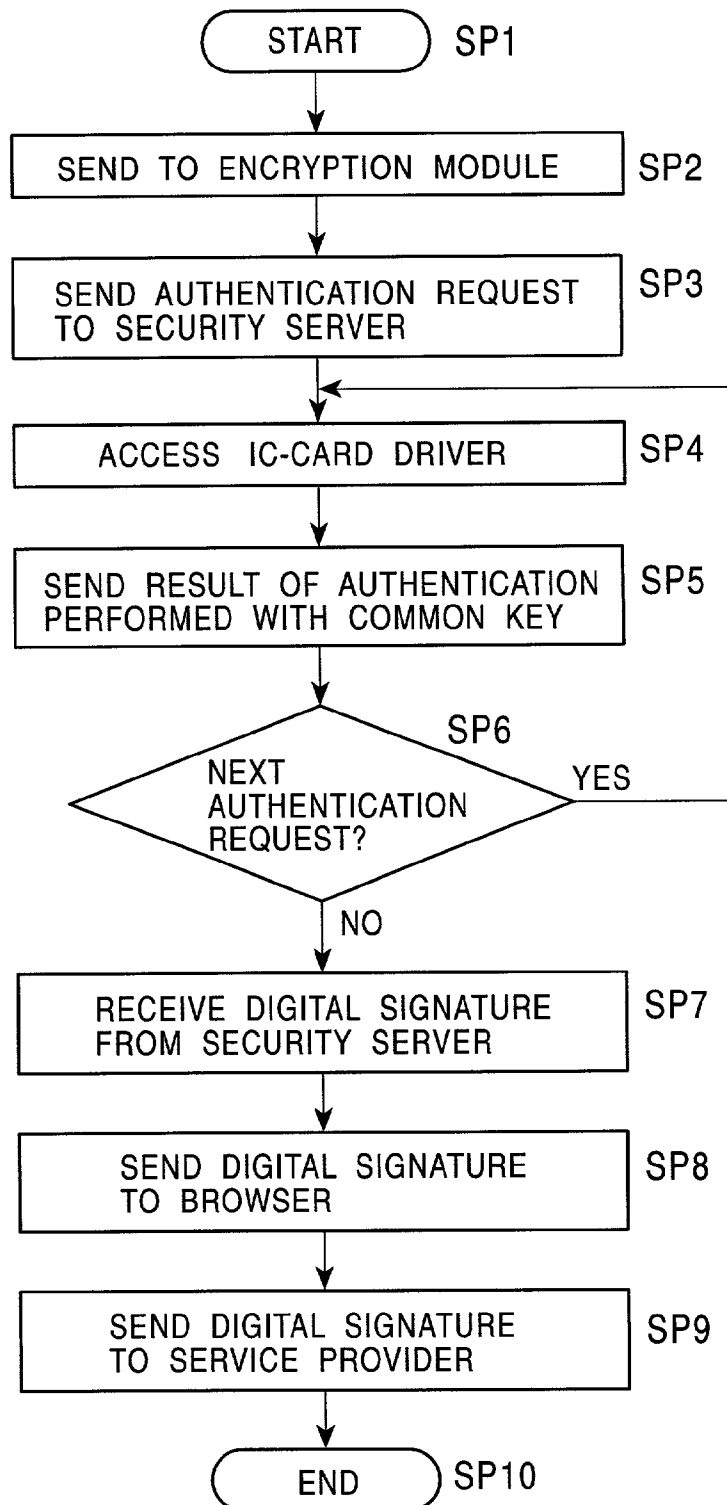 START SP1
SEND TO ENCRYPTION MODULE SP2
SEND AUTHENTICATION REQUEST SP3
TO SECURITY SERVER
ACCESS IC-CARD DRIVER SP4
SEND RESULT OF AUTHENTICATION SP5
PERFORMED WITH COMMON KEY
SP6
NEXT
AUTHENTICATION
REQUEST?
YES
NO
RECEIVE DIGITAL SIGNATURE SP7
FROM SECURITY SERVER
SEND DIGITAL SIGNATURE SP8
TO BROWSER
SEND DIGITAL SIGNATURE SP9
TO SERVICE PROVIDER
END SP10